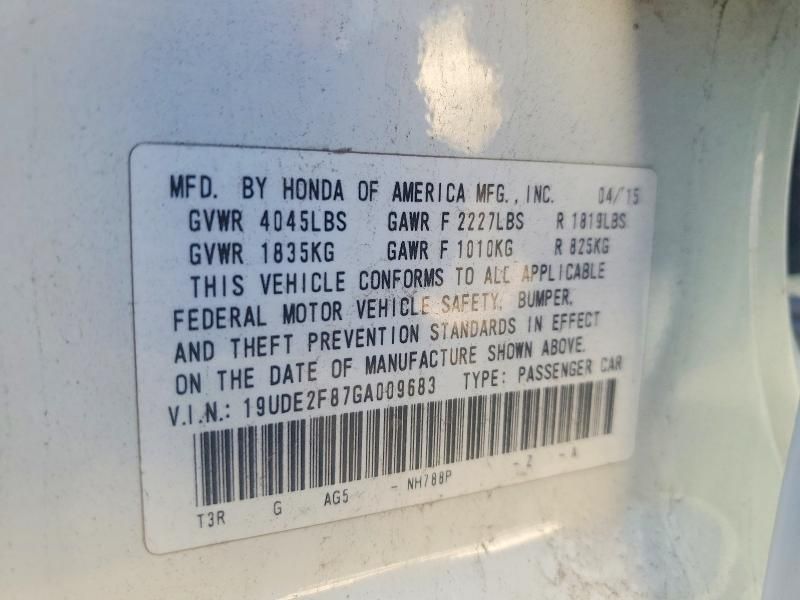 MFD. BY HONDA OF AMERICA MFG., INC. 04/15
GVWR 4045LBS GAWR F 2227LBS R 1819LBS
GVWR 1835KG GAWR F 1010KG R 825KG
THIS VEHICLE CONFORMS TO ALL APPLICABLE
FEDERAL MOTOR VEHICLE SAFETY, BUMPER,
AND THEFT PREVENTION STANDARDS IN EFFECT
ON THE DATE OF MANUFACTURE SHOWN ABOVE.
V.I.N.: 19UDE2F87GA009683 TYPE: PASSENGER CAR
T3R G AG5 - NH788P - Z - A